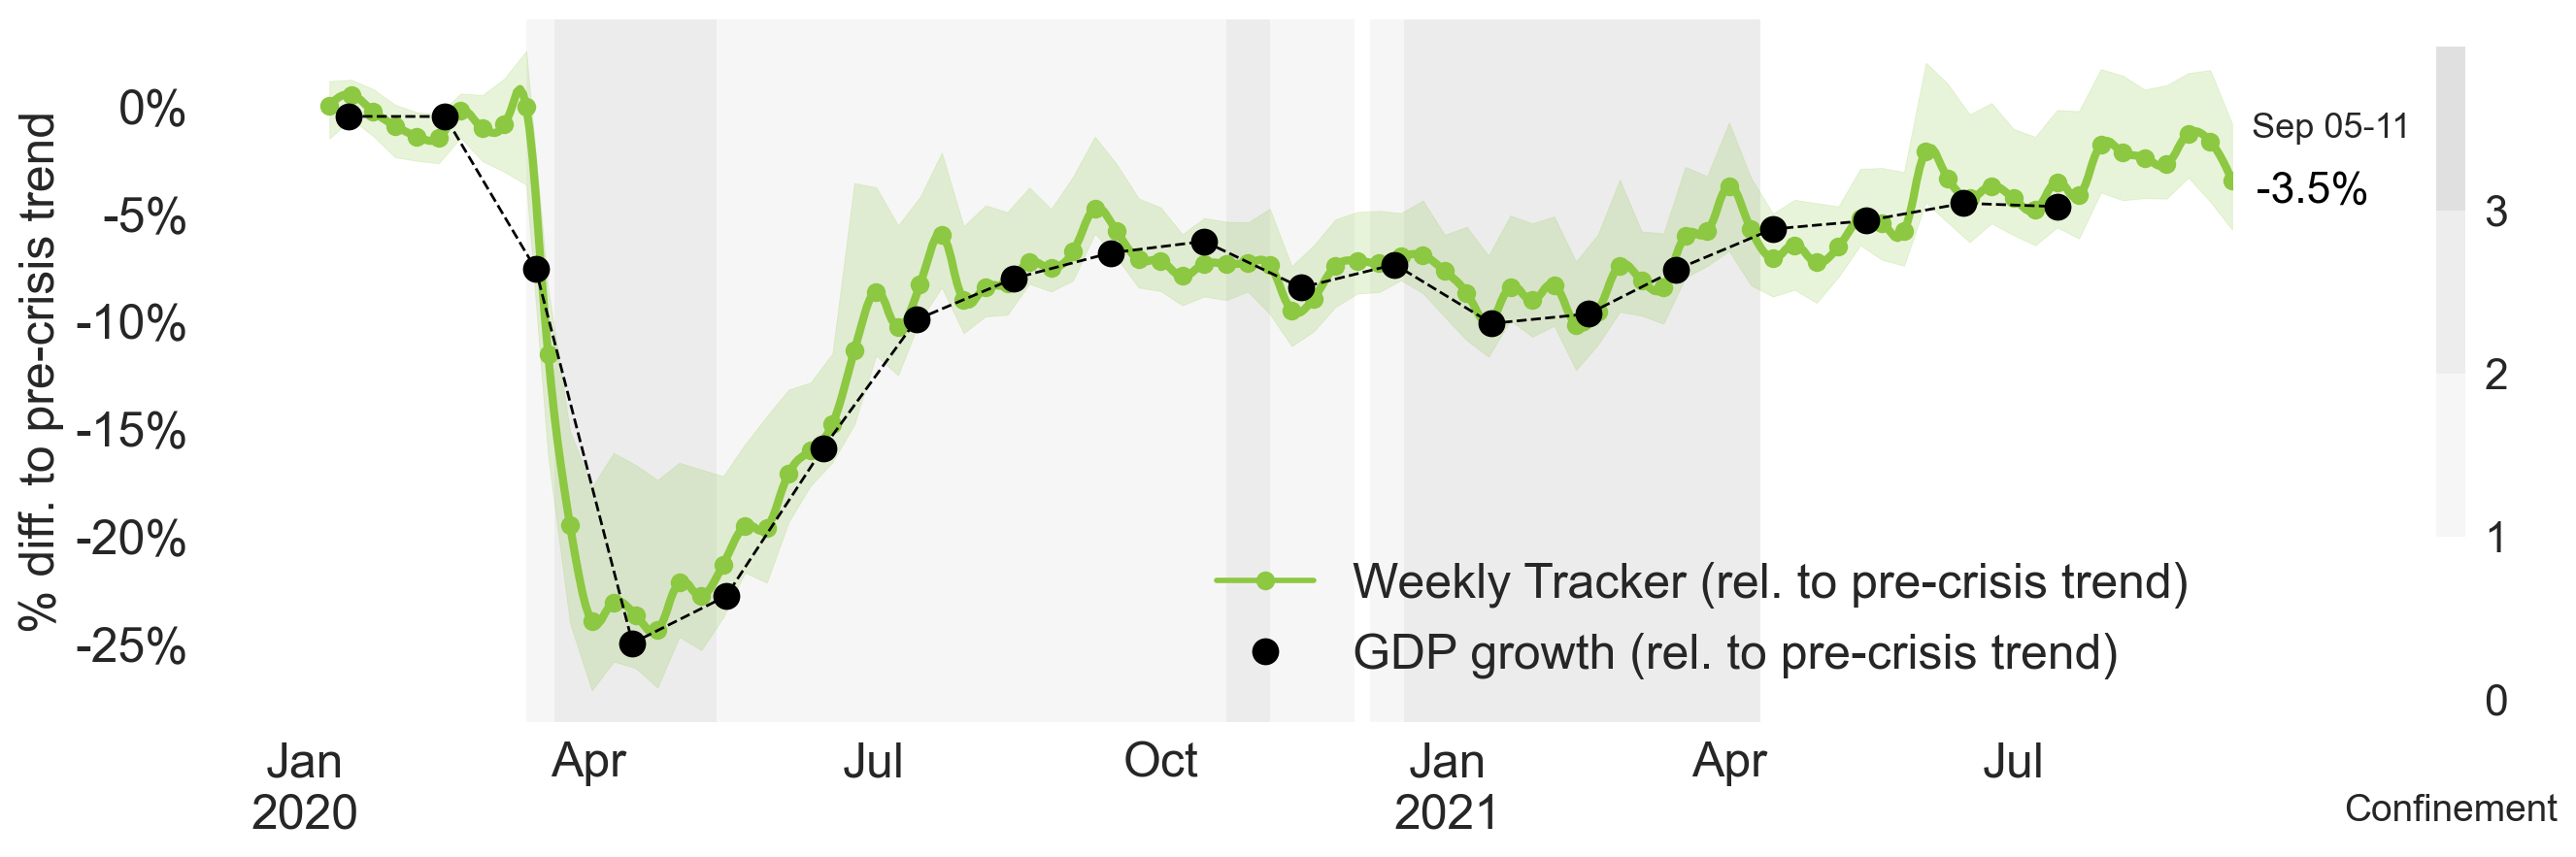 % diff. to pre-crisis trend
0%
-5%
-10%
-15%
-20%
-25%
Sep 05-11
-3.5%
3
2
1
0
Weekly Tracker (rel. to pre-crisis trend)
GDP growth (rel. to pre-crisis trend)
Jan Apr Jul Oct Jan Apr Jul
2020 2021
Confinement